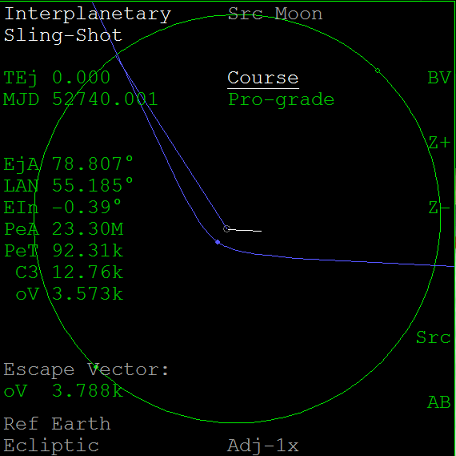 Interplanetary Src Moon
Sling-Shot
TEj 0.000 Course BV
MJD 52740.001 Pro-grade
Z+
EjA 78.807°
LAN 55.185°
EIn -0.39° Z-
PeA 23.30M
PeT 92.31k
C3 12.76k
oV 3.573k
Src
Escape Vector:
oV 3.788k AB
Ref Earth
Ecliptic Adj-1x